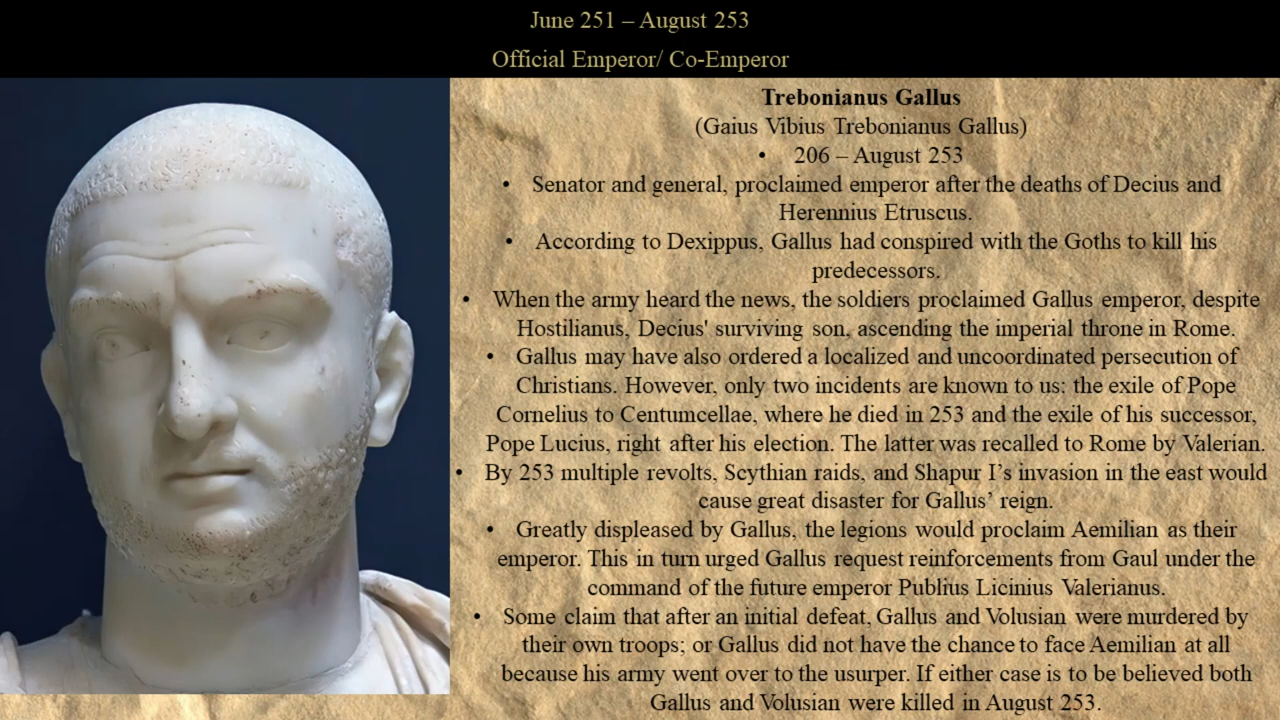 June 251 – August 253
Official Emperor/ Co-Emperor
Trebonianus Gallus
(Gaius Vibius Trebonianus Gallus)
• 206 – August 253
• Senator and general, proclaimed emperor after the deaths of Decius and
Herennius Etruscus.
• According to Dexippus, Gallus had conspired with the Goths to kill his
predecessors.
• When the army heard the news, the soldiers proclaimed Gallus emperor, despite
Hostilianus, Decius' surviving son, ascending the imperial throne in Rome.
• Gallus may have also ordered a localized and uncoordinated persecution of
Christians. However, only two incidents are known to us: the exile of Pope
Cornelius to Centumcellae, where he died in 253 and the exile of his successor,
Pope Lucius, right after his election. The latter was recalled to Rome by Valerian.
• By 253 multiple revolts, Scythian raids, and Shapur I’s invasion in the east would
cause great disaster for Gallus’ reign.
• Greatly displeased by Gallus, the legions would proclaim Aemilian as their
emperor. This in turn urged Gallus request reinforcements from Gaul under the
command of the future emperor Publius Licinius Valerianus.
• Some claim that after an initial defeat, Gallus and Volusian were murdered by
their own troops; or Gallus did not have the chance to face Aemilian at all
because his army went over to the usurper. If either case is to be believed both
Gallus and Volusian were killed in August 253.